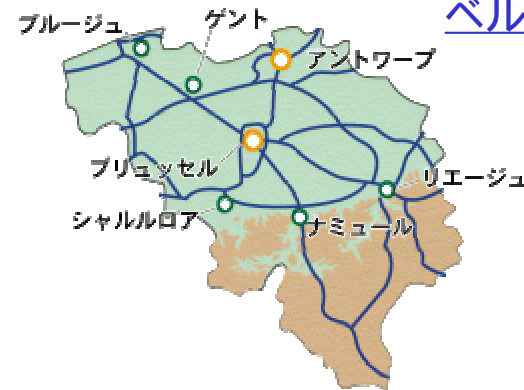 ベル
ブルージュ
ゲント
アントワープ
ブリュッセル
リエージュ
シャルルロア
ナミュール